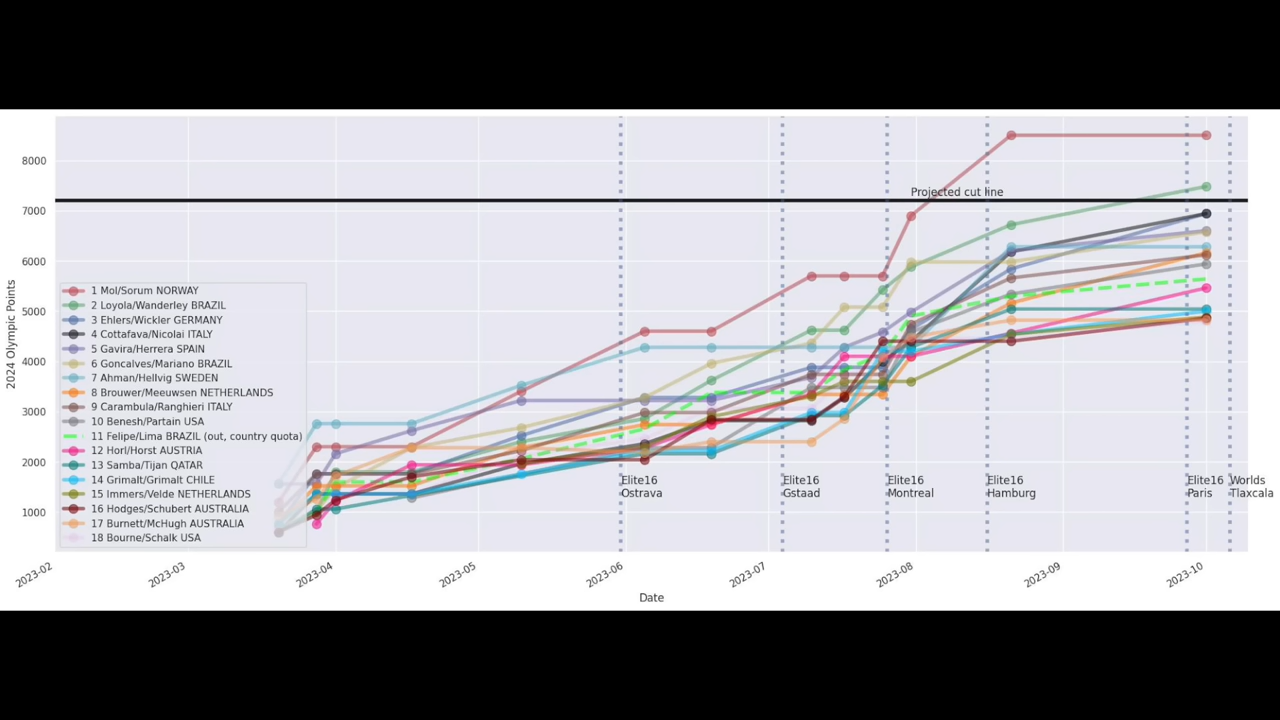 8000
7000
6000
5000
4000
3000
2000
1000
2024 Olympic Points
Projected cut line
1 Mol/Sorum NORWAY
2 Loyola/Wanderley BRAZIL
3 Ehlers/Wickler GERMANY
4 Cottafava/Nicolai ITALY
5 Gavira/Herrera SPAIN
6 Goncalves/Mariano BRAZIL
7 Ahman/Hellvig SWEDEN
8 Brouwer/Meeuwsen NETHERLANDS
9 Carambula/Ranghieri ITALY
10 Benesh/Partain USA
11 Felipe/Lima BRAZIL (out, country quota)
12 Horl/Horst AUSTRIA
13 Samba/Tijan QATAR
14 Grimalt/Grimalt CHILE
15 Immers/Velde NETHERLANDS
16 Hodges/Schubert AUSTRALIA
17 Burnett/McHugh AUSTRALIA
18 Bourne/Schalk USA
Elite16
Ostrava
Elite16
Gstaad
Elite16
Montreal
Elite16
Hamburg
Elite16
Paris
Worlds
Tlaxcala
2023-02
2023-03
2023-04
2023-05
2023-06
2023-07
2023-08
2023-09
2023-10
Date